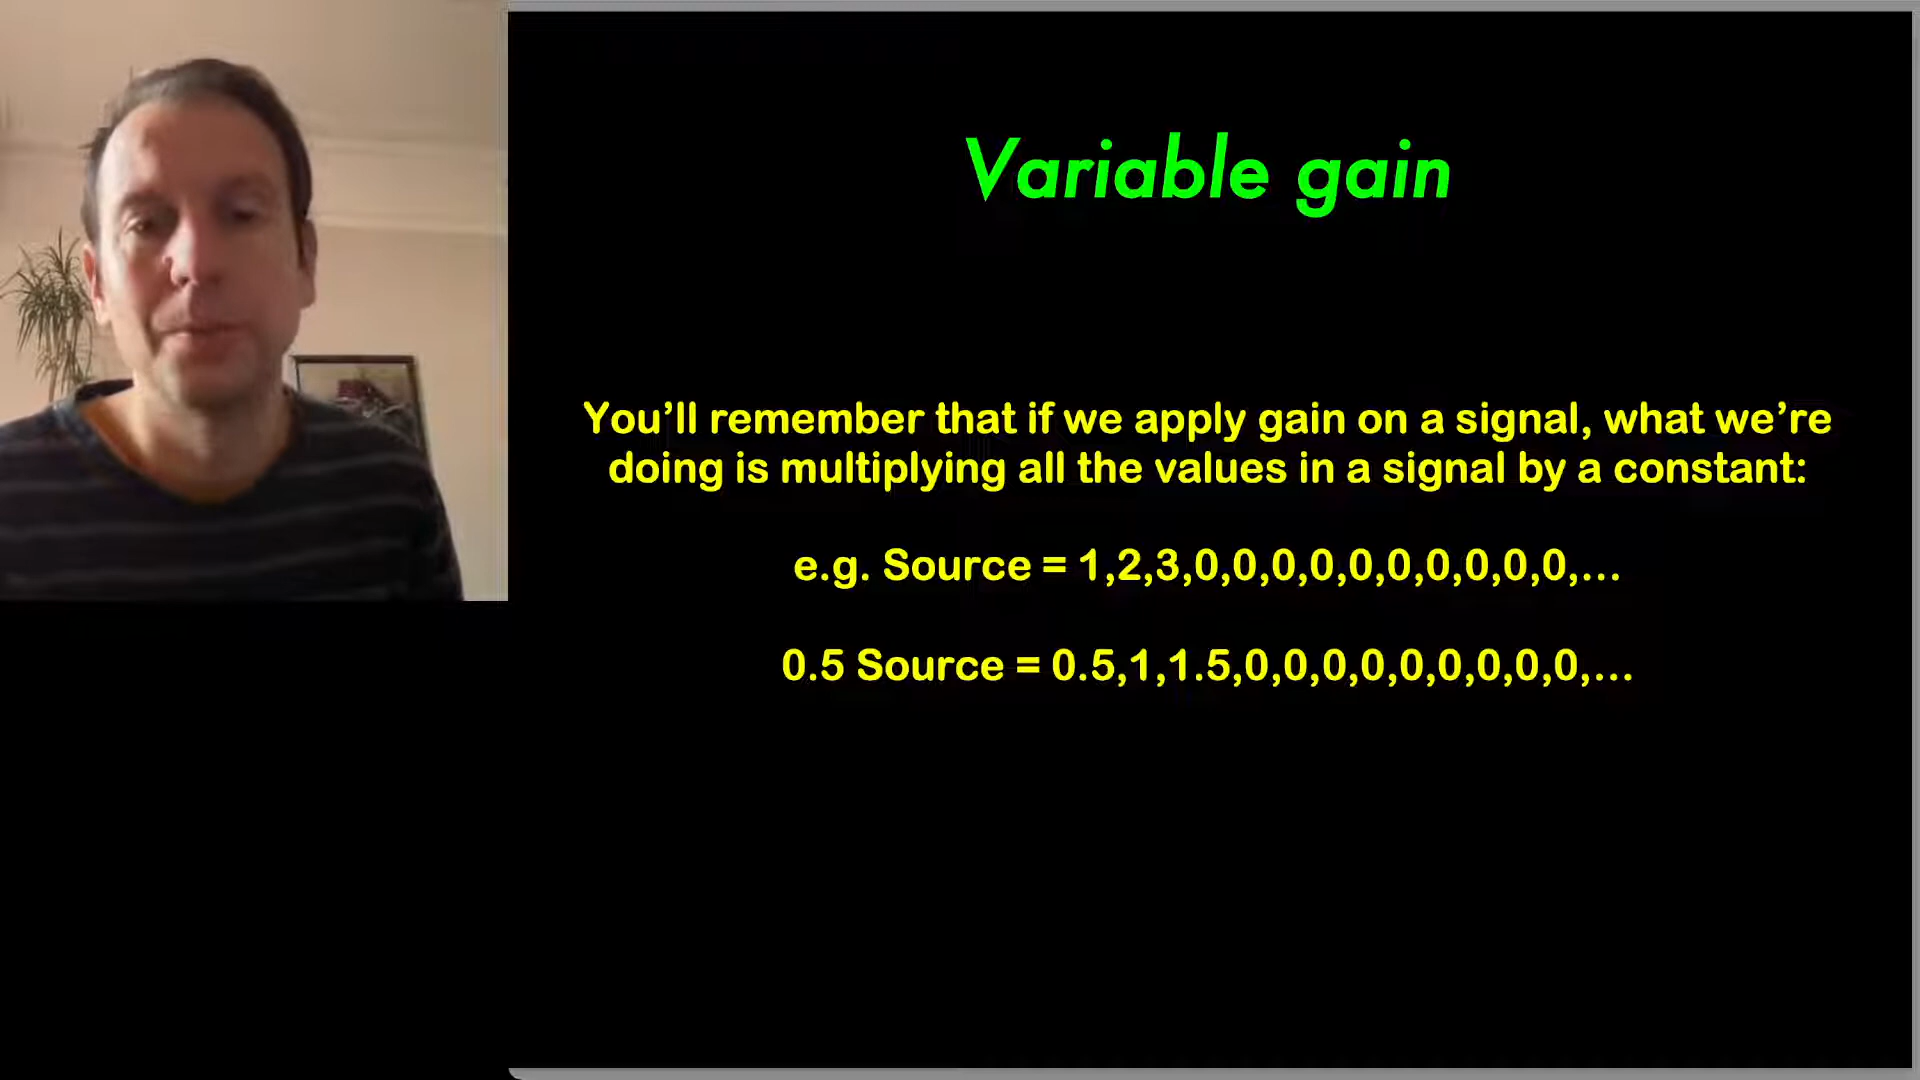 Variable gain
You’ll remember that if we apply gain on a signal, what we’re
doing is multiplying all the values in a signal by a constant:
e.g. Source = 1,2,3,0,0,0,0,0,0,0,0,0,0,...
0.5 Source = 0.5,1,1.5,0,0,0,0,0,0,0,0,0,...